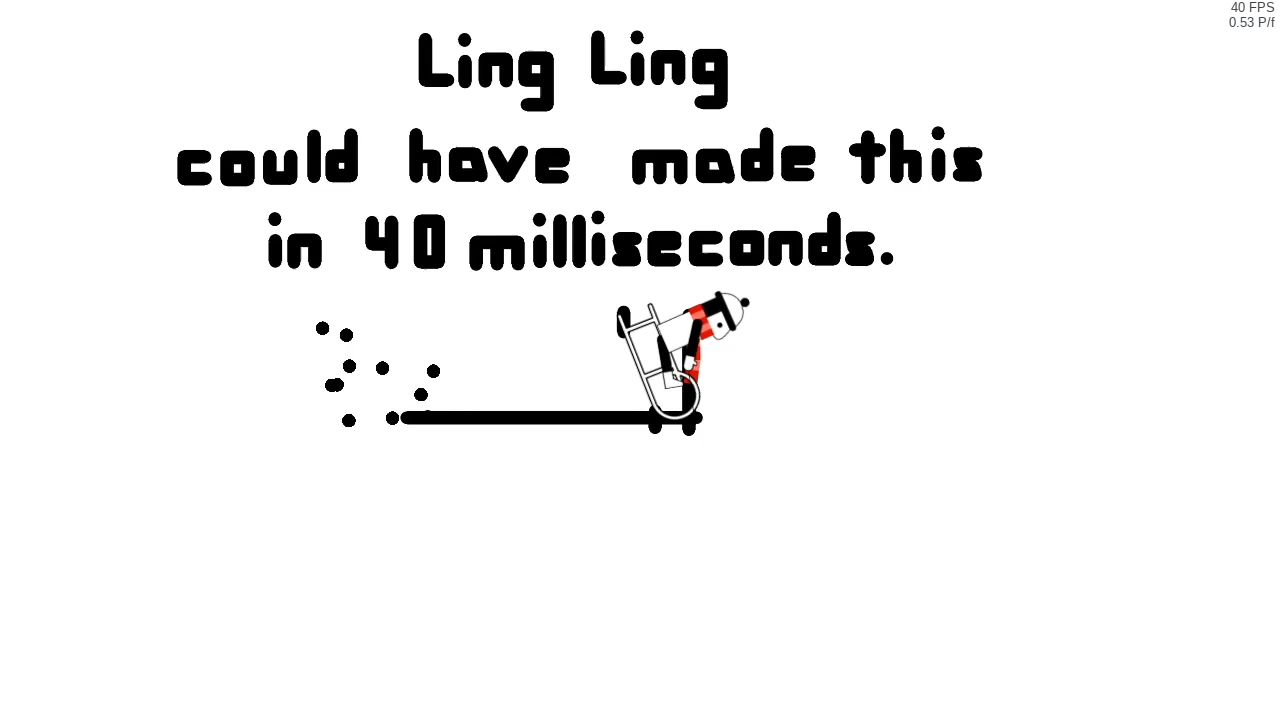 40 FPS
0.53 P/f
Ling Ling
could have made this
in 40 milliseconds.